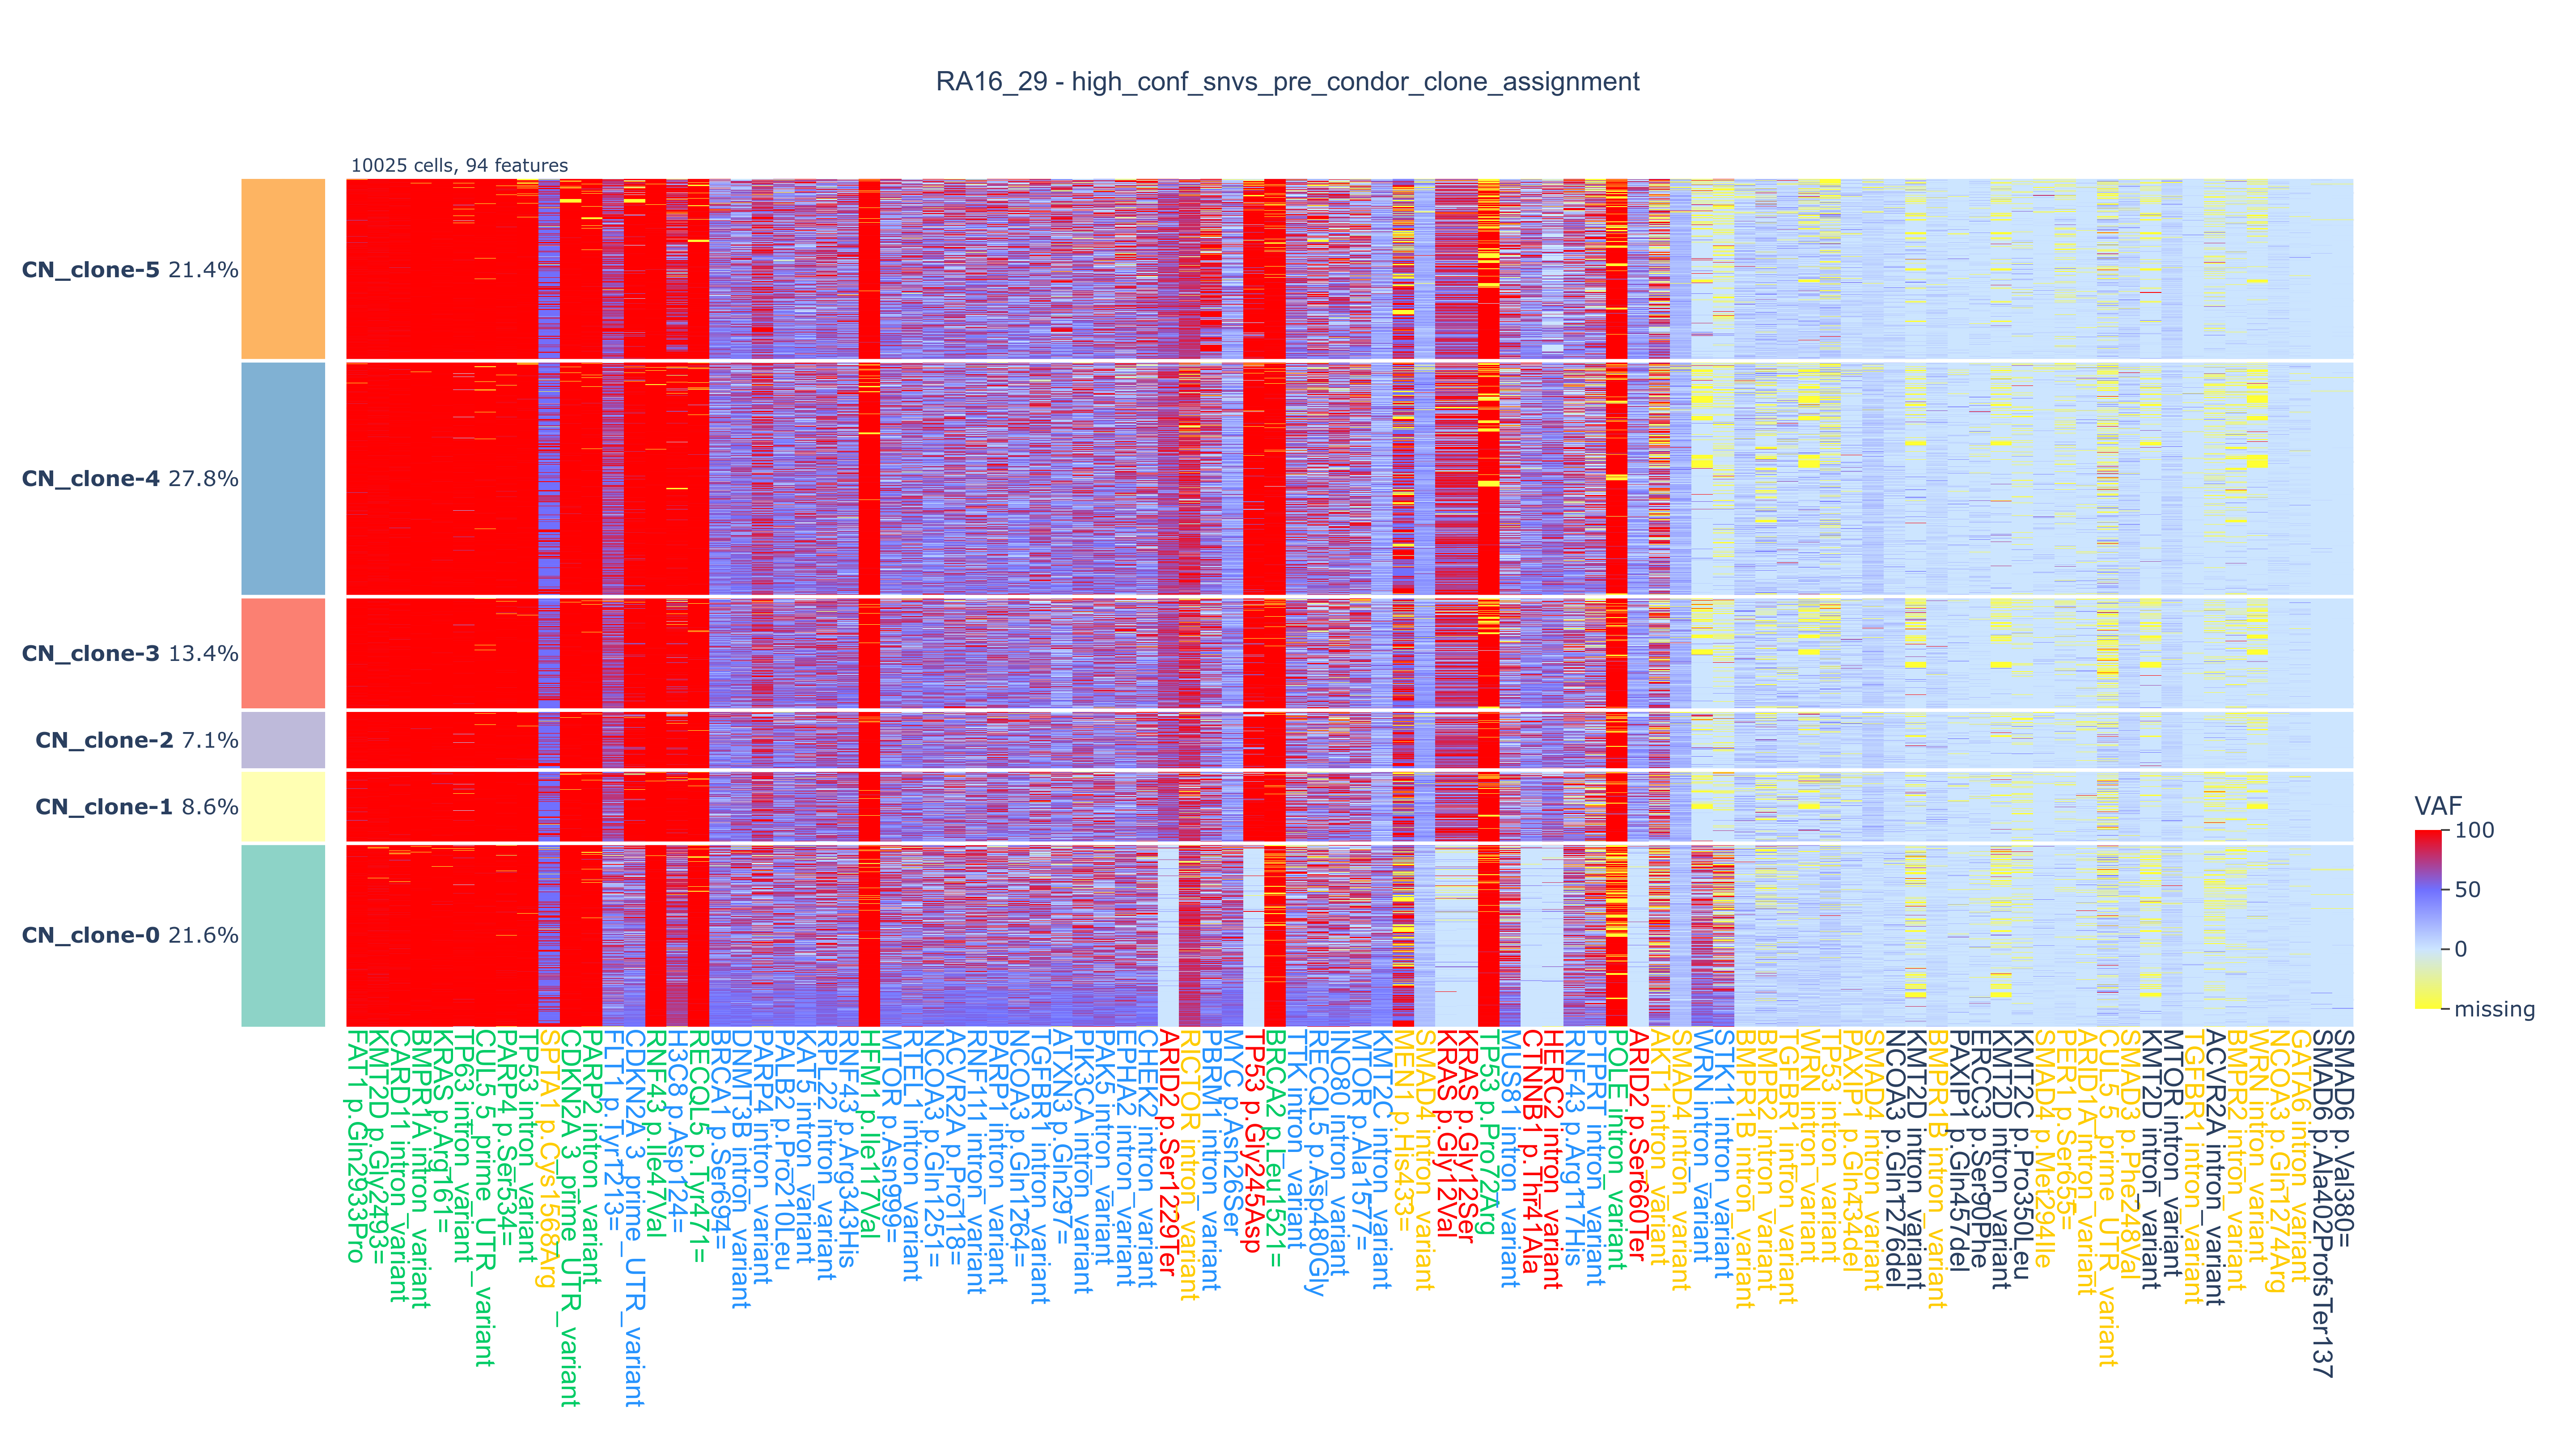 RA16_29 - high_conf_snvs_pre_condor_clone_assignment
10025 cells, 94 features
CN_clone-5 21.4%
CN_clone-4 27.8%
CN_clone-3 13.4%
CN_clone-2 7.1%
CN_clone-1 8.6%
CN_clone-0 21.6%
VAF
100
50
0
missing
FAT1 p.Gln2933Pro
KMT2D p.Gly2493=
CARD11 intron_variant
BMPR1A intron_variant
KRAS p.Arg161=
TP63 intron_variant
CUL5 5_prime_UTR_variant
PARP4 p.Ser534=
TP53 intron_variant
SPTA1 p.Cys1568Arg
CDKN2A 3_prime_UTR_variant
PARP2 intron_variant
FLT1 p.Tyr1213=
CDKN2A 3_prime_UTR_variant
RNF43 p.Ile47Val
H3C8 p.Asp124=
RECQL5 p.Tyr471=
BRCA1 p.Ser694=
DNMT3B intron_variant
PARP4 intron_variant
PALB2 p.Pro210Leu
KAT5 intron_variant
RPL22 intron_variant
RNF43 p.Arg343His
HFM1 p.Ile117Val
MTOR p.Asn999=
RTEL1 intron_variant
NCOA3 p.Gln1251=
ACVR2A p.Pro118=
RNF111 intron_variant
PARP1 intron_variant
NCOA3 p.Gln1264=
TGFBR1 intron_variant
ATXN3 p.Gln297=
PIK3CA intron_variant
PAK5 intron_variant
EPHA2 intron_variant
CHEK2 intron_variant
ARID2 p.Ser1229Ter
RICTOR intron_variant
PBRM1 intron_variant
MYC p.Asn26Ser
TP53 p.Gly245Asp
BRCA2 p.Leu1521=
TTK intron_variant
RECQL5 p.Asp480Gly
INO80 intron_variant
MTOR p.Ala1577=
KMT2C intron_variant
MEN1 p.His433=
SMAD4 intron_variant
KRAS p.Gly12Val
KRAS p.Gly12Ser
TP53 p.Pro72Arg
MUS81 intron_variant
CTNNB1 p.Thr41Ala
HERC2 intron_variant
RNF43 p.Arg117His
PTPRT intron_variant
POLE intron_variant
ARID2 p.Ser660Ter
AKT1 intron_variant
SMAD4 intron_variant
WRN intron_variant
STK11 intron_variant
BMPR1B intron_variant
BMPR2 intron_variant
TGFBR1 intron_variant
WRN intron_variant
TP53 intron_variant
PAXIP1 p.Gln434del
SMAD4 intron_variant
NCOA3 p.Gln1276del
KMT2D intron_variant
BMPR1B intron_variant
PAXIP1 p.Gln457del
ERCC3 p.Ser90Phe
KMT2D intron_variant
KMT2C p.Pro350Leu
SMAD4 p.Met294Ile
PER1 p.Ser655=
ARID1A intron_variant
CUL5 5_prime_UTR_variant
SMAD3 p.Phe248Val
KMT2D intron_variant
MTOR intron_variant
TGFBR1 intron_variant
ACVR2A intron_variant
BMPR2 intron_variant
WRN intron_variant
NCOA3 p.Gln1274Arg
GATA6 intron_variant
SMAD6 p.Ala402ProfsTer137
SMAD6 p.Val380=